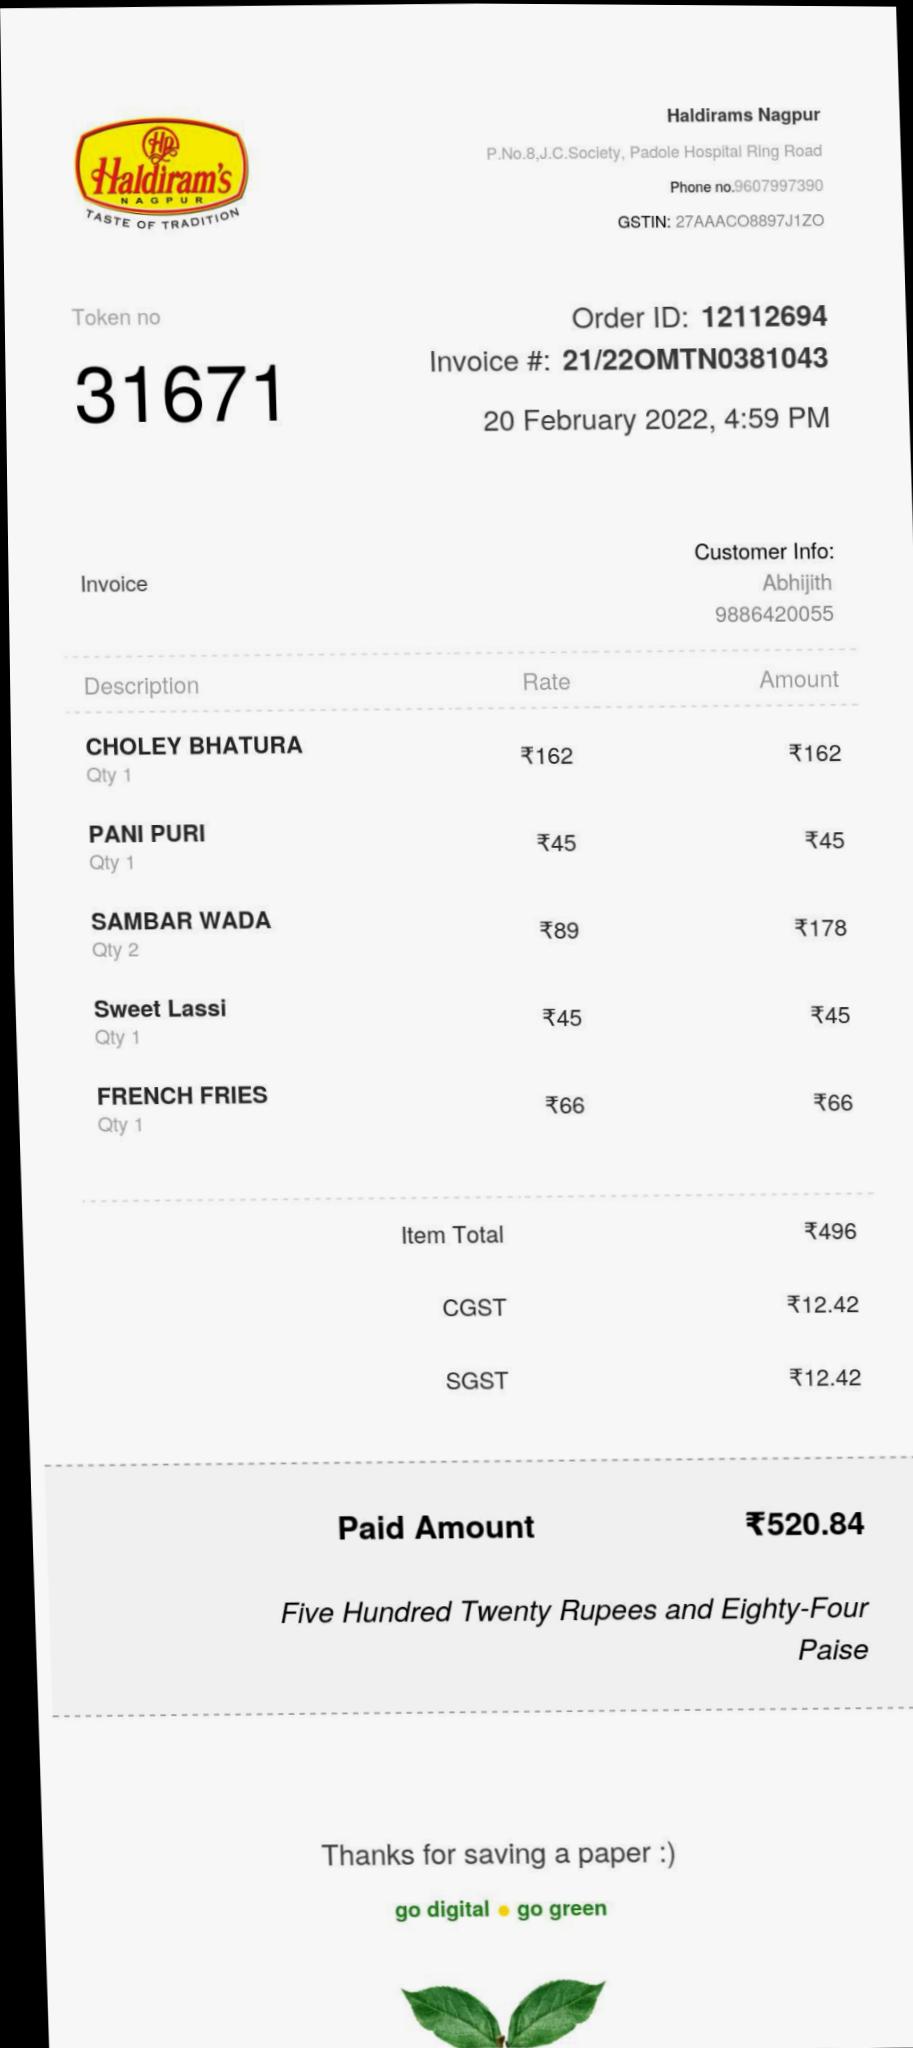 Haldiram's
NAGPUR
TASTE OF TRADITION
Haldirams Nagpur
P.No.8,J.C.Society, Padole Hospital Ring Road
Phone no.9607997390
GSTIN: 27AAACO8897J1ZO
Token no
31671
Order ID: 12112694
Invoice #: 21/22OMTN0381043
20 February 2022, 4:59 PM
Invoice
Customer Info:
Abhijith
9886420055
Description Rate Amount
CHOLEY BHATURA ₹162 ₹162
Qty 1
PANI PURI ₹45 ₹45
Qty 1
SAMBAR WADA ₹89 ₹178
Qty 2
Sweet Lassi ₹45 ₹45
Qty 1
FRENCH FRIES ₹66 ₹66
Qty 1
Item Total ₹496
CGST ₹12.42
SGST ₹12.42
Paid Amount ₹520.84
Five Hundred Twenty Rupees and Eighty-Four
Paise
Thanks for saving a paper :)
go digital go green